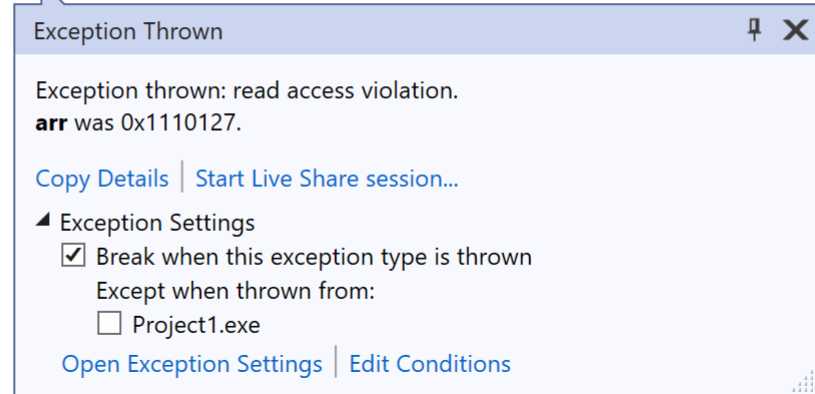 Exception Thrown
Exception thrown: read access violation.
arr was 0x1110127.
Copy Details | Start Live Share session...
Exception Settings
Break when this exception type is thrown
Except when thrown from:
Project1.exe
Open Exception Settings | Edit Conditions